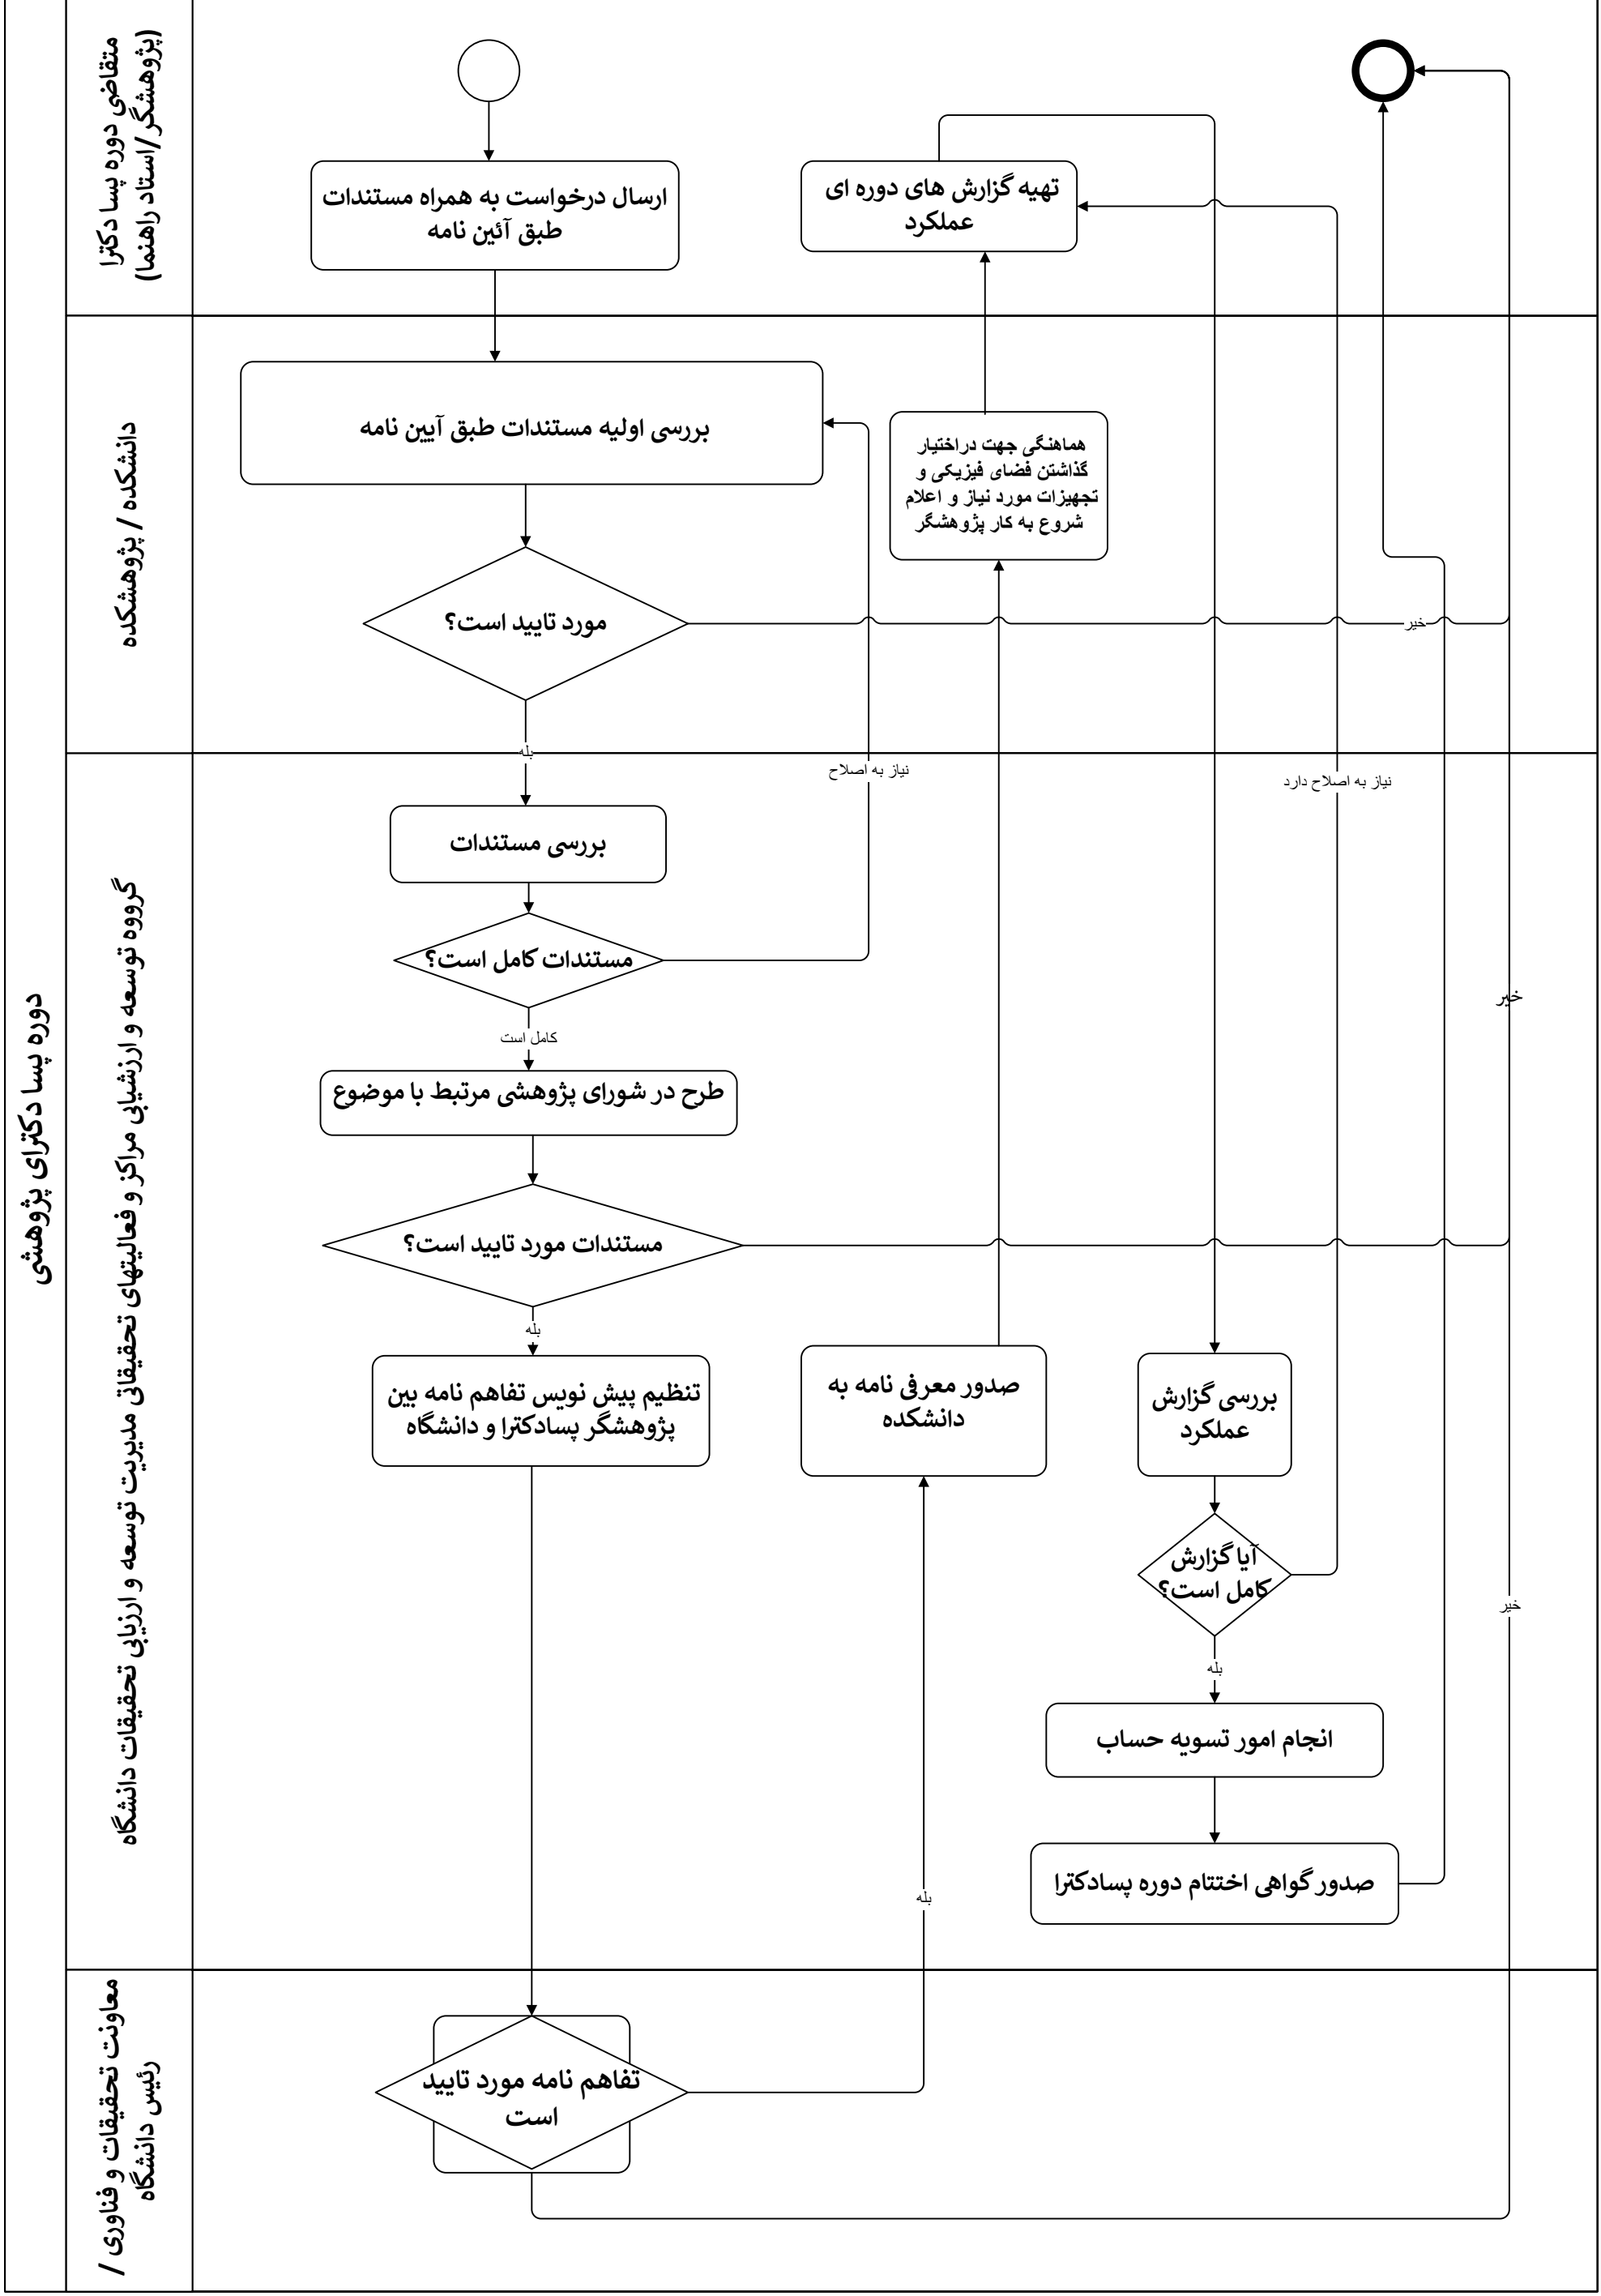 دوره پسا دکترای پژوهشی
متقاضی دوره پسا دکترا
(پژوهشگر/استاد راهنما)
ارسال درخواست به همراه مستندات
طبق آئین نامه
تهیه گزارش های دوره ای
عملکرد
دانشکده / پژوهشکده
بررسی اولیه مستندات طبق آیین نامه
هماهنگی جهت دراختیار
گذاشتن فضای فیزیکی و
تجهیزات مورد نیاز و اعلام
شروع به کار پژوهشگر
مورد تایید است؟
خیر
بله
گرووه توسعه و ارزشیابی مراکز و فعالیتهای تحقیقاتی مدیریت توسعه و ارزیابی تحقیقات دانشگاه
نیاز به اصلاح
نیاز به اصلاح دارد
بررسی مستندات
مستندات کامل است؟
خیر
کامل است
طرح در شورای پژوهشی مرتبط با موضوع
مستندات مورد تایید است؟
بله
تنظیم پیش نویس تفاهم نامه بین
پژوهشگر پسادکترا و دانشگاه
صدور معرفی نامه به
دانشکده
بررسی گزارش
عملکرد
آیا گزارش
کامل است؟
خیر
بله
انجام امور تسویه حساب
صدور گواهی اختتام دوره پسادکترا
بله
معاونت تحقیقات و فناوری /
رئیس دانشگاه
تفاهم نامه مورد تایید
است